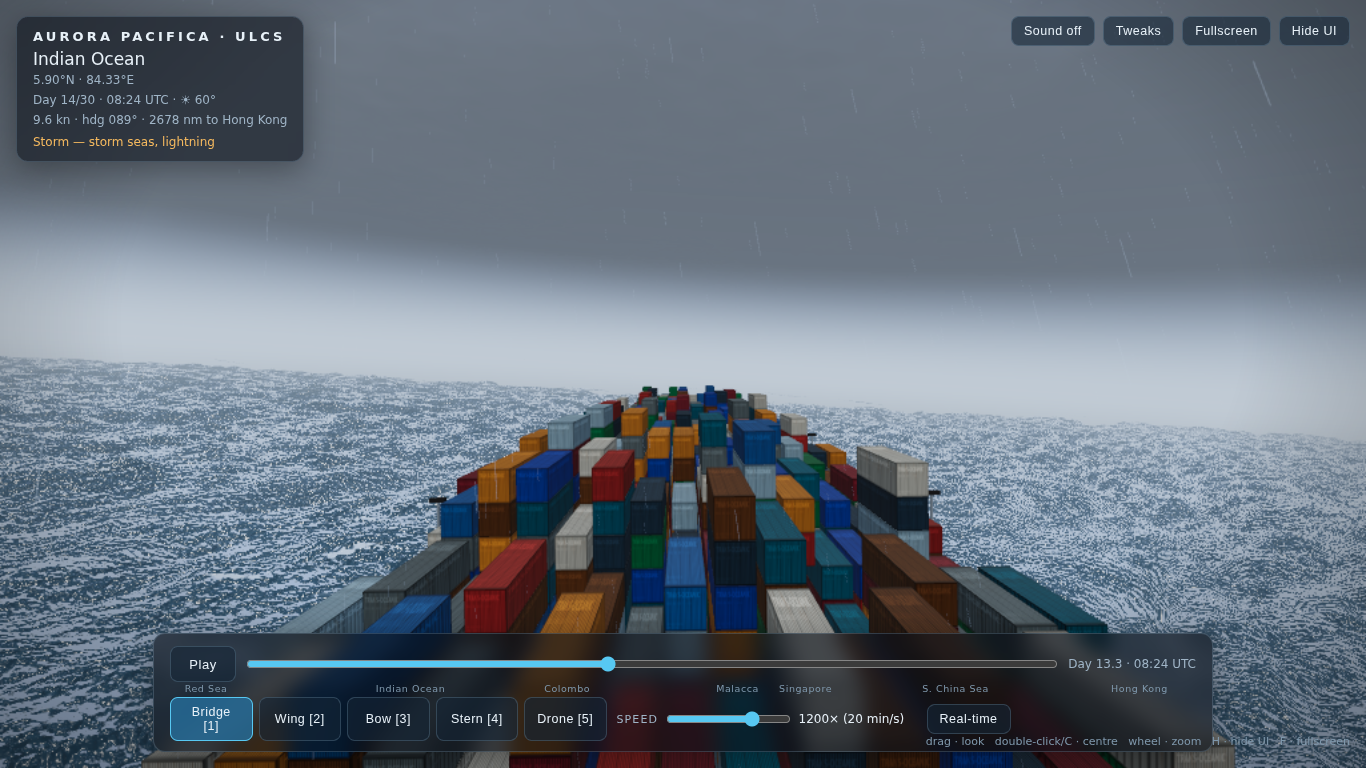 AURORA PACIFICA · ULCS
Indian Ocean
5.90°N · 84.33°E
Day 14/30 · 08:24 UTC · ☀ 60°
9.6 kn · hdg 089° · 2678 nm to Hong Kong
Storm — storm seas, lightning
Sound off
Tweaks
Fullscreen
Hide UI
Play
Day 13.3 · 08:24 UTC
Red Sea
Indian Ocean
Colombo
Malacca
Singapore
S. China Sea
Hong Kong
Bridge
[1]
Wing [2]
Bow [3]
Stern [4]
Drone [5]
SPEED
1200× (20 min/s)
Real-time
drag · look double-click/C · centre wheel · zoom H · hide UI F · fullscreen